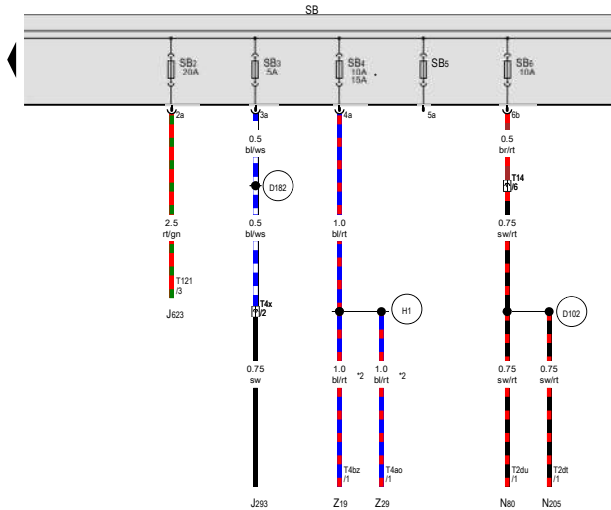 SB
SB2
20A
SB3
5A
SB4
10A
15A
SB5
SB6
10A
2a
3a
4a
5a
6b
0.5
bl/ws
0.5
br/rt
T14
/6
D182
2.5
rt/gn
0.5
bl/ws
1.0
bl/rt
0.75
sw/rt
T121
/3
J623
T4x
/2
H1
D102
0.75
sw
1.0
bl/rt
*2
1.0
bl/rt
*2
0.75
sw/rt
0.75
sw/rt
T4bz
/1
T4ao
/1
T2du
/1
T2dt
/1
J293
Z19
Z29
N80
N205